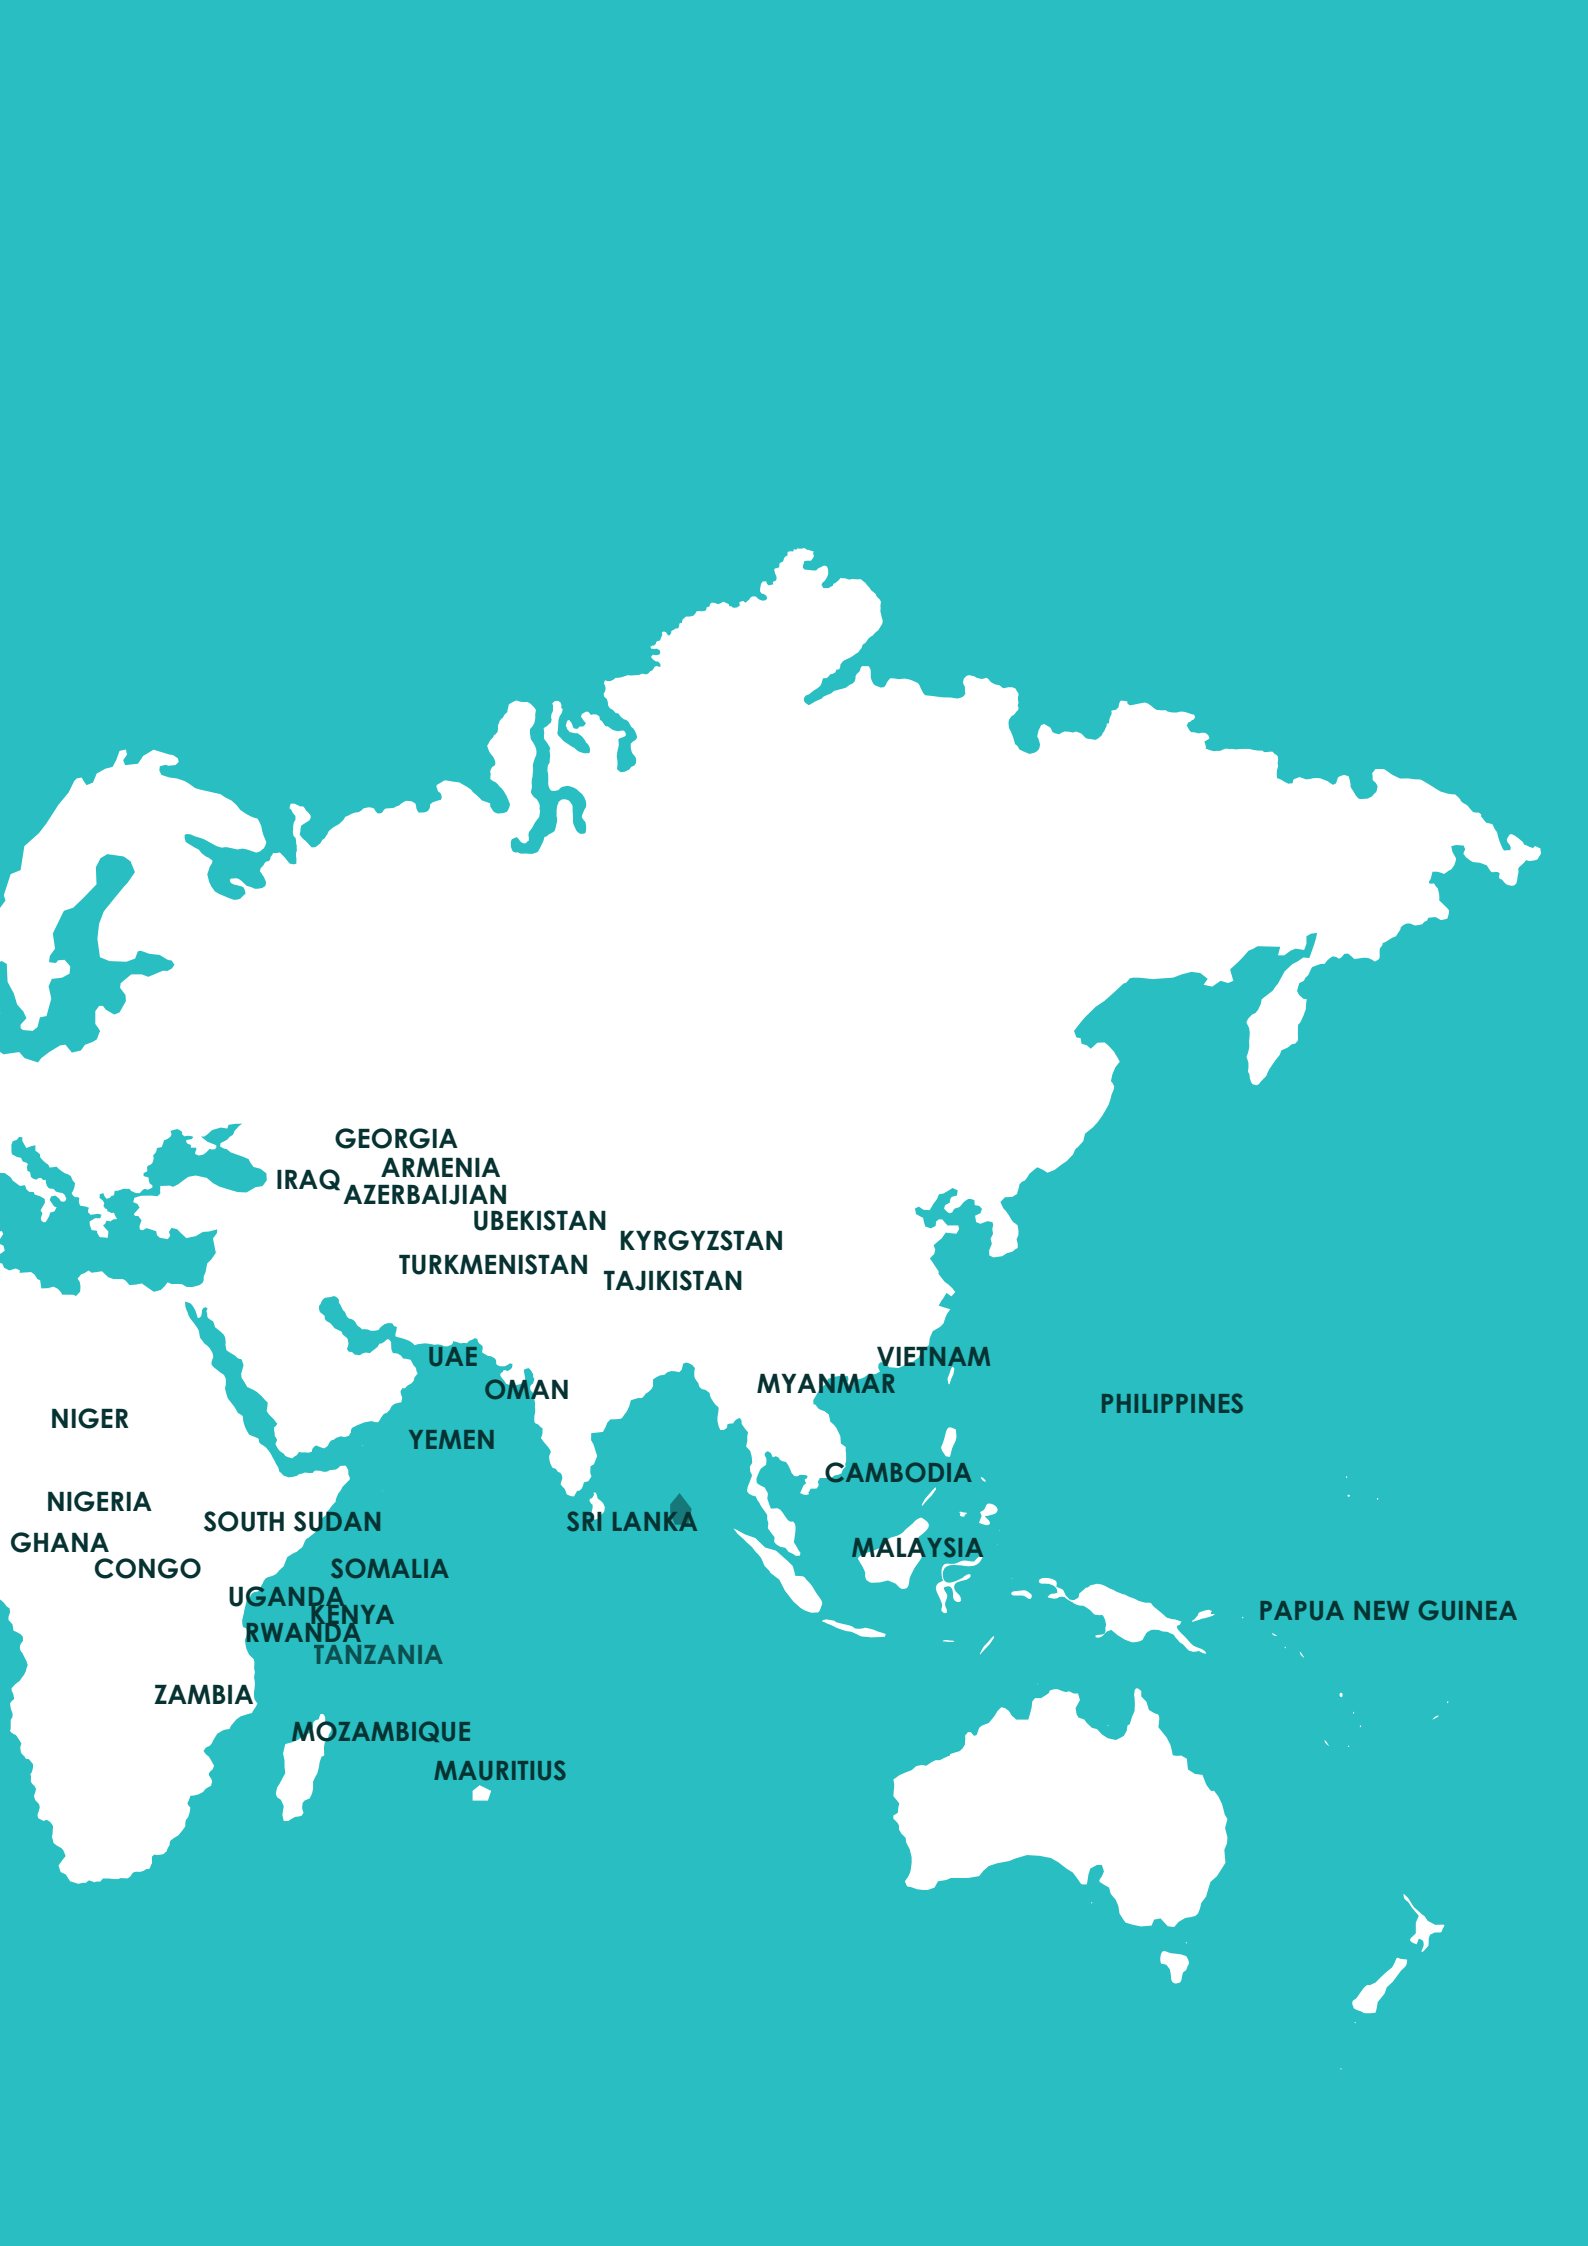 GEORGIA
ARMENIA
IRAQ
AZERBAIJIAN
UBEKISTAN
KYRGYZSTAN
TURKMENISTAN
TAJIKISTAN
UAE
VIETNAM
OMAN
MYANMAR
PHILIPPINES
NIGER
YEMEN
CAMBODIA
NIGERIA
SOUTH SUDAN
SRI LANKA
GHANA
MALAYSIA
CONGO
SOMALIA
UGANDA
KENYA
PAPUA NEW GUINEA
RWANDA
TANZANIA
ZAMBIA
MOZAMBIQUE
MAURITIUS